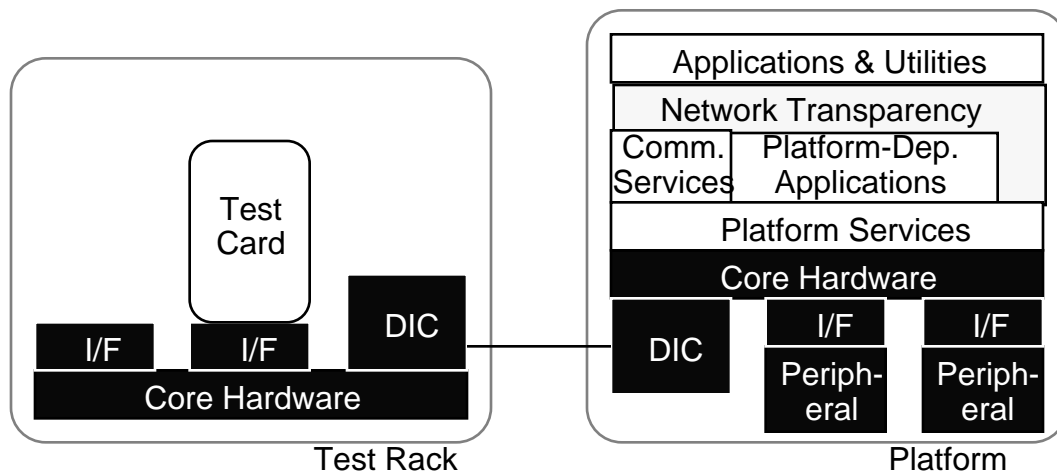 Test
Card
I/F
I/F
DIC
Core Hardware
Test Rack
Applications & Utilities
Network Transparency
Comm.
Services
Platform-Dep.
Applications
Platform Services
Core Hardware
DIC
I/F
I/F
Periph-
eral
Periph-
eral
Platform